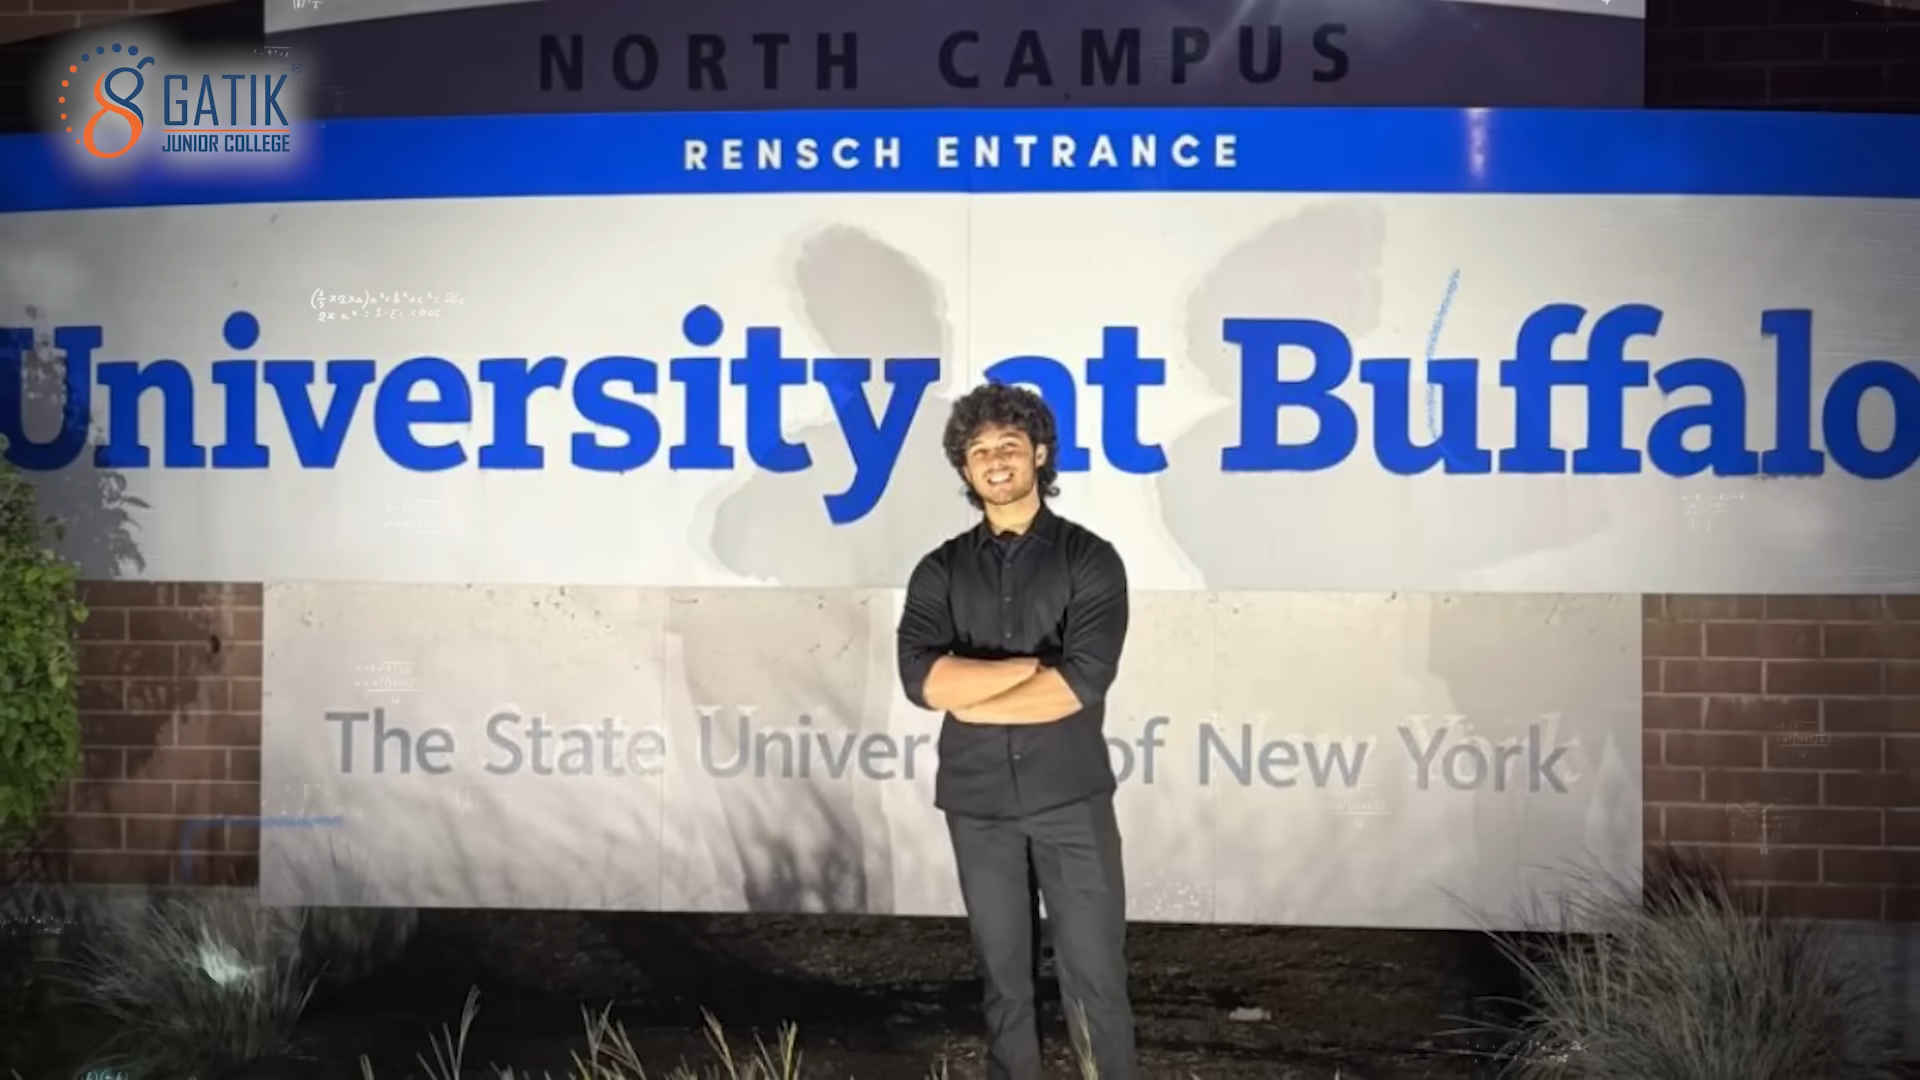 NORTH CAMPUS
GATIK
JUNIOR COLLEGE
RENSCH ENTRANCE
University at Buffalo
The State Univer of New York